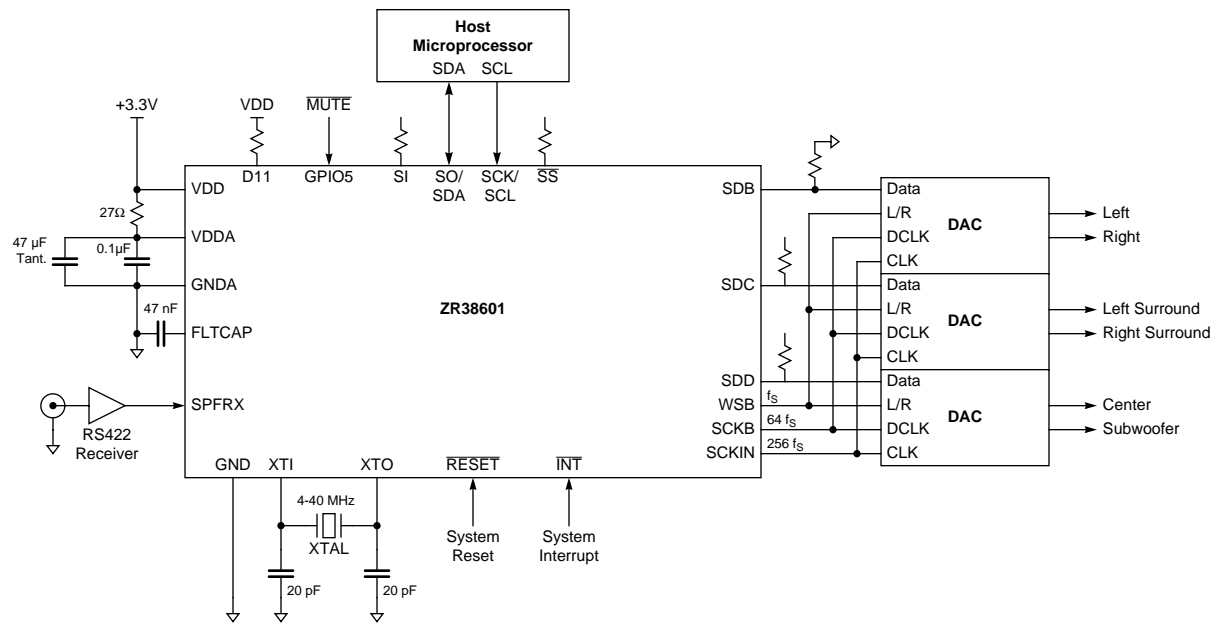 Host
Microprocessor
SDA SCL
+3.3V
VDD
MUTE
D11
GPIO5
SI
SO/
SDA
SCK/
SCL
SS
VDD
27Ω
VDDA
47 µF
Tant.
0.1µF
GNDA
47 nF
FLTCAP
SPFRX
RS422
Receiver
ZR38601
SDB
SDC
SDD
WSB
SCKB
SCKIN
fS
64 fS
256 fS
Data
L/R
DCLK
CLK
DAC
Left
Right
Data
L/R
DCLK
CLK
DAC
Left Surround
Right Surround
Data
L/R
DCLK
CLK
DAC
Center
Subwoofer
GND
XTI
XTO
RESET
INT
4-40 MHz
XTAL
20 pF
20 pF
System
Reset
System
Interrupt